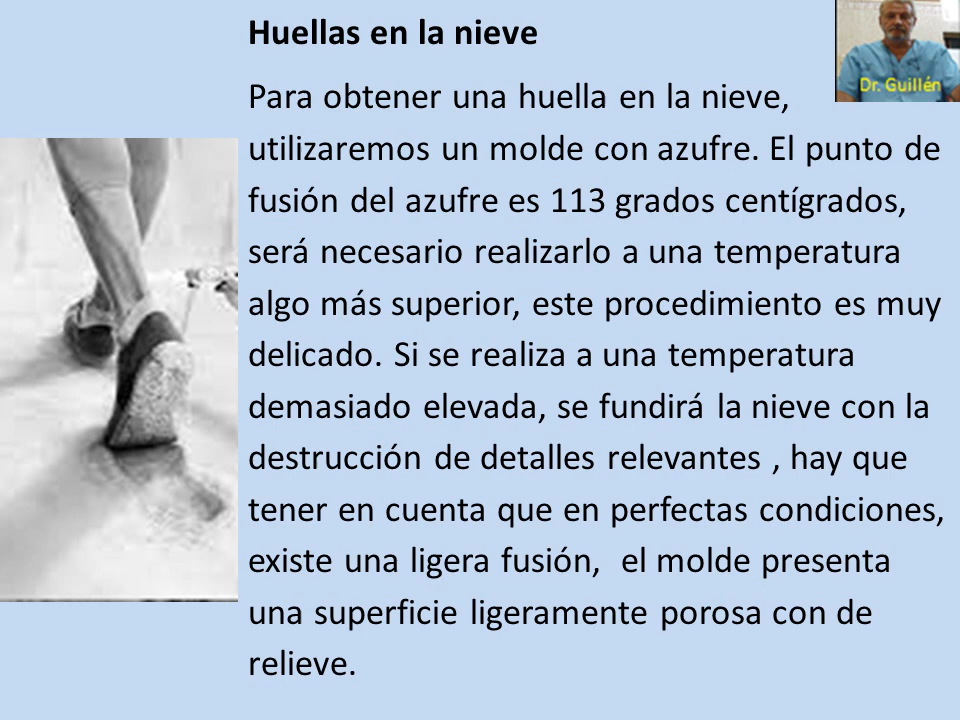 Huellas en la nieve
Dr. Guillén
Para obtener una huella en la nieve,
utilizaremos un molde con azufre. El punto de
fusión del azufre es 113 grados centígrados,
será necesario realizarlo a una temperatura
algo más superior, este procedimiento es muy
delicado. Si se realiza a una temperatura
demasiado elevada, se fundirá la nieve con la
destrucción de detalles relevantes , hay que
tener en cuenta que en perfectas condiciones,
existe una ligera fusión,  el molde presenta
una superficie ligeramente porosa con de
relieve.